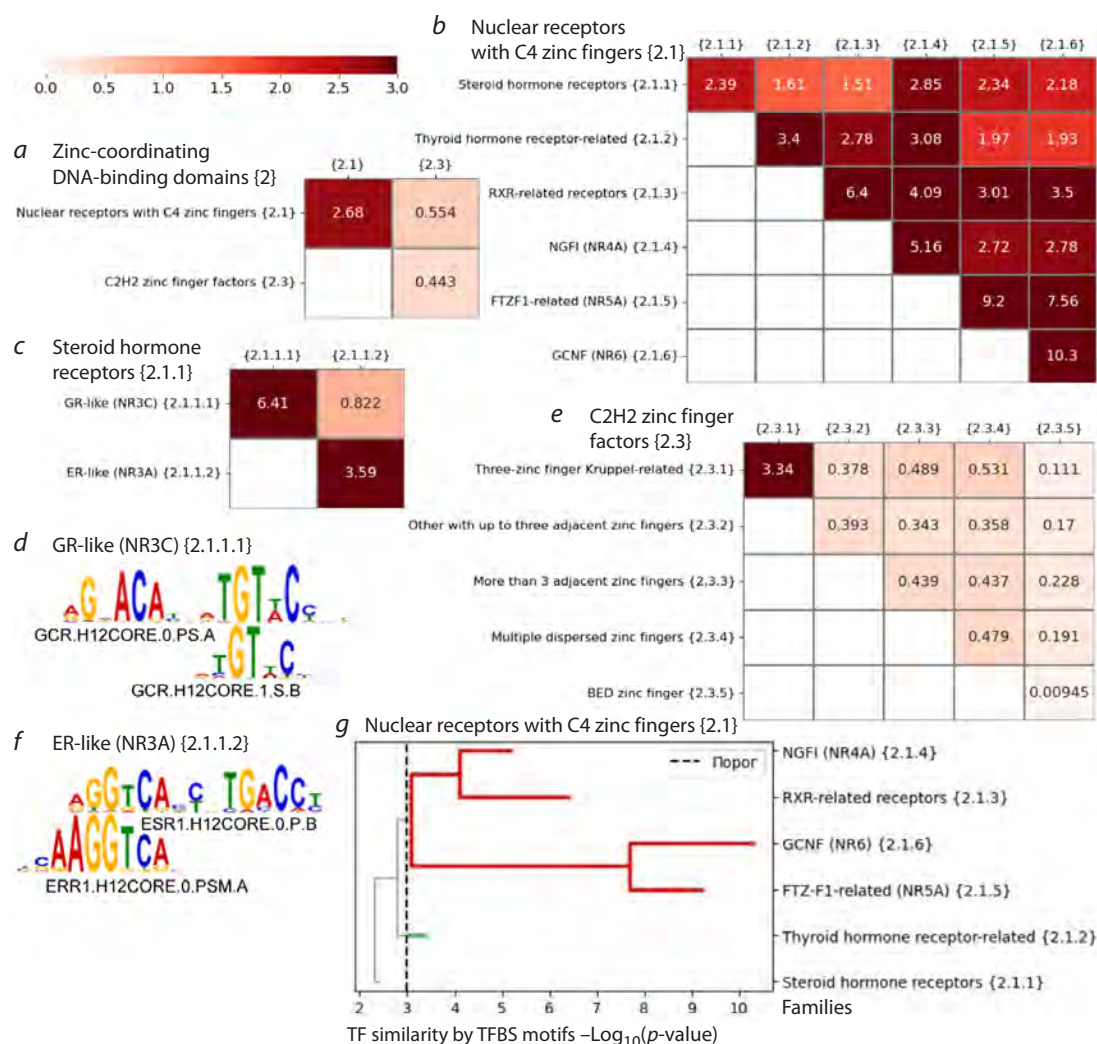 0.0 0.5 1.0 1.5 2.0 2.5 3.0
a Zinc-coordinating
DNA-binding domains {2}
{2.1} {2.3}
Nuclear receptors with C4 zinc fingers {2.1} 2.68 0.554
C2H2 zinc finger factors {2.3} 0.443
b Nuclear receptors
with C4 zinc fingers {2.1}
{2.1.1} {2.1.2} {2.1.3} {2.1.4} {2.1.5} {2.1.6}
Steroid hormone receptors {2.1.1} 2.39 1.61 1.51 2.85 2.34 2.18
Thyroid hormone receptor-related {2.1.2} 3.4 2.78 3.08 1.97 1.93
RXR-related receptors {2.1.3} 6.4 4.09 3.01 3.5
NGFI (NR4A) {2.1.4} 5.16 2.72 2.78
FTZF1-related (NR5A) {2.1.5} 9.2 7.56
GCNF (NR6) {2.1.6} 10.3
c Steroid hormone
receptors {2.1.1}
{2.1.1.1} {2.1.1.2}
GR-like (NR3C) {2.1.1.1} 6.41 0.822
ER-like (NR3A) {2.1.1.2} 3.59
d GR-like (NR3C) {2.1.1.1}
GCR.H12CORE.0.PS.A
GCR.H12CORE.1.S.B
e C2H2 zinc finger
factors {2.3}
{2.3.1} {2.3.2} {2.3.3} {2.3.4} {2.3.5}
Three-zinc finger Kruppel-related {2.3.1} 3.34 0.378 0.489 0.531 0.111
Other with up to three adjacent zinc fingers {2.3.2} 0.393 0.343 0.358 0.17
More than 3 adjacent zinc fingers {2.3.3} 0.439 0.437 0.228
Multiple dispersed zinc fingers {2.3.4} 0.479 0.191
BED zinc finger {2.3.5} 0.00945
f ER-like (NR3A) {2.1.1.2}
ESR1.H12CORE.0.P.B
ERR1.H12CORE.0.PSM.A
g Nuclear receptors with C4 zinc fingers {2.1}
Порог
NGFI (NR4A) {2.1.4}
RXR-related receptors {2.1.3}
GCNF (NR6) {2.1.6}
FTZ-F1-related (NR5A) {2.1.5}
Thyroid hormone receptor-related {2.1.2}
Steroid hormone receptors {2.1.1}
2 3 4 5 6 7 8 9 10 Families
TF similarity by TFBS motifs –Log10(p-value)